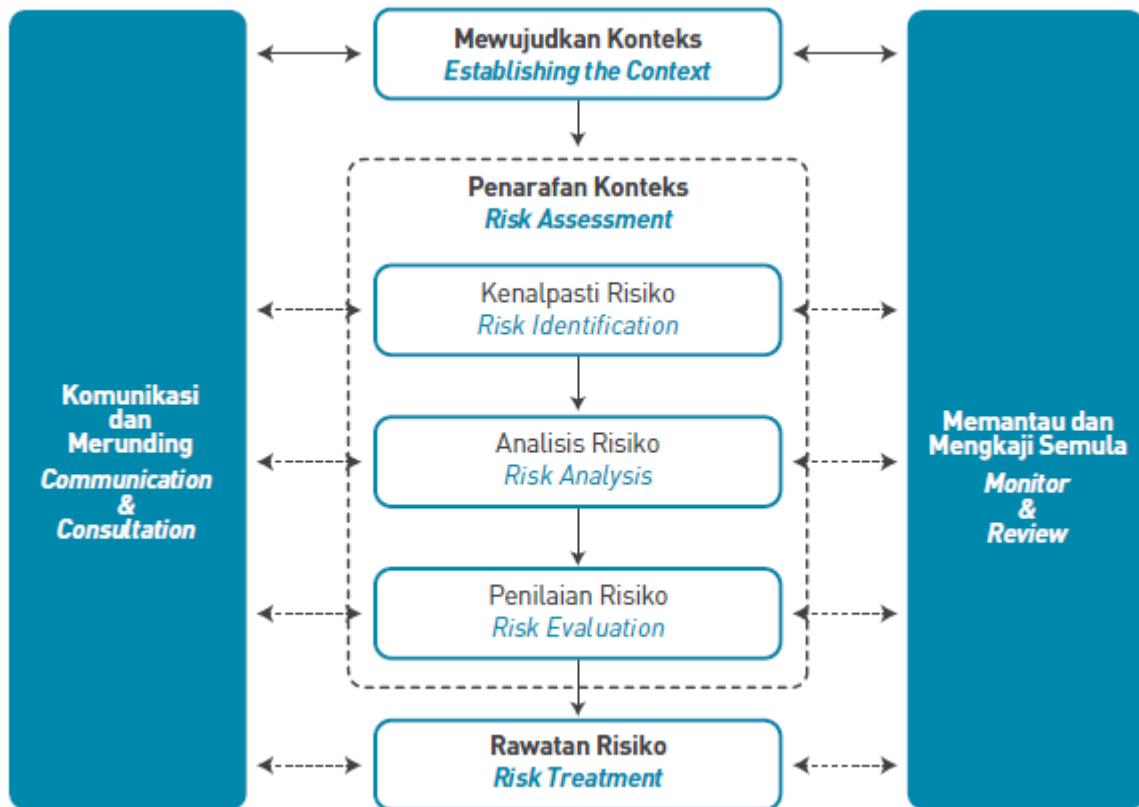 Mewujudkan Konteks
Establishing the Context
Penarafan Konteks
Risk Assessment
Kenalpasti Risiko
Risk Identification
Komunikasi
dan
Merunding
Communication
&
Consultation
Analisis Risiko
Risk Analysis
Memantau dan
Mengkaji Semula
Monitor
&
Review
Penilaian Risiko
Risk Evaluation
Rawatan Risiko
Risk Treatment